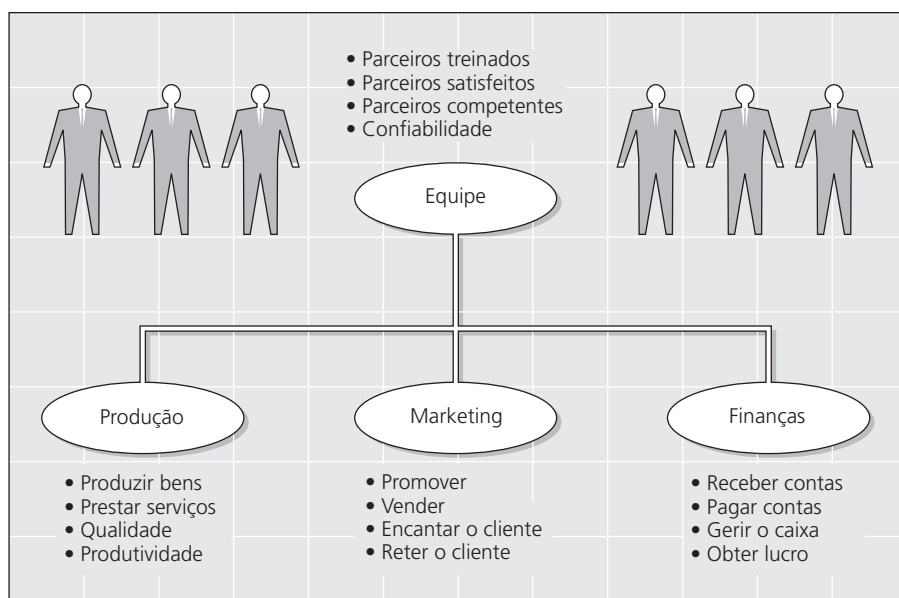 • Parceiros treinados
• Parceiros satisfeitos
• Parceiros competentes
• Confiabilidade
Equipe
Produção
• Produzir bens
• Prestar serviços
• Qualidade
• Produtividade
Marketing
• Promover
• Vender
• Encantar o cliente
• Reter o cliente
Finanças
• Receber contas
• Pagar contas
• Gerir o caixa
• Obter lucro